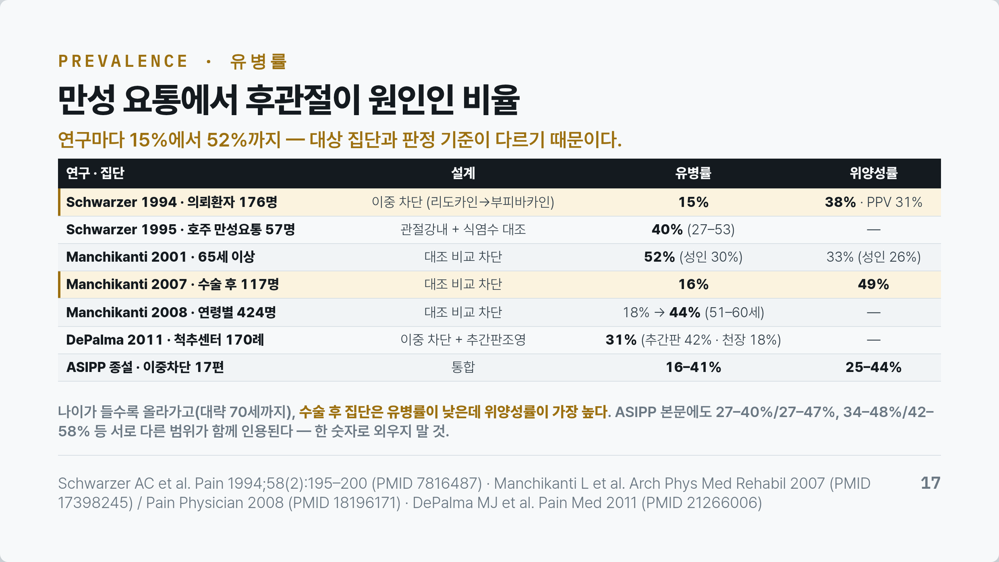 PREVALENCE · 유병률
만성 요통에서 후관절이 원인인 비율
연구마다 15%에서 52%까지 — 대상 집단과 판정 기준이 다르기 때문이다.
연구 · 집단 설계 유병률 위양성률
Schwarzer 1994 · 의뢰환자 176명 이중 차단 (리도카인→부피바카인) 15% 38% · PPV 31%
Schwarzer 1995 · 호주 만성요통 57명 관절강내 + 식염수 대조 40% (27–53) —
Manchikanti 2001 · 65세 이상 대조 비교 차단 52% (성인 30%) 33% (성인 26%)
Manchikanti 2007 · 수술 후 117명 대조 비교 차단 16% 49%
Manchikanti 2008 · 연령별 424명 대조 비교 차단 18% → 44% (51–60세) —
DePalma 2011 · 척추센터 170례 이중 차단 + 추간판조영 31% (추간판 42% · 천장 18%) —
ASIPP 종설 · 이중차단 17편 통합 16–41% 25–44%
나이가 들수록 올라가고(대략 70세까지), 수술 후 집단은 유병률이 낮은데 위양성률이 가장 높다. ASIPP 본문에도 27–40%/27–47%, 34–48%/42–
58% 등 서로 다른 범위가 함께 인용된다 — 한 숫자로 외우지 말 것.
Schwarzer AC et al. Pain 1994;58(2):195–200 (PMID 7816487) · Manchikanti L et al. Arch Phys Med Rehabil 2007 (PMID
17398245) / Pain Physician 2008 (PMID 18196171) · DePalma MJ et al. Pain Med 2011 (PMID 21266006)
17